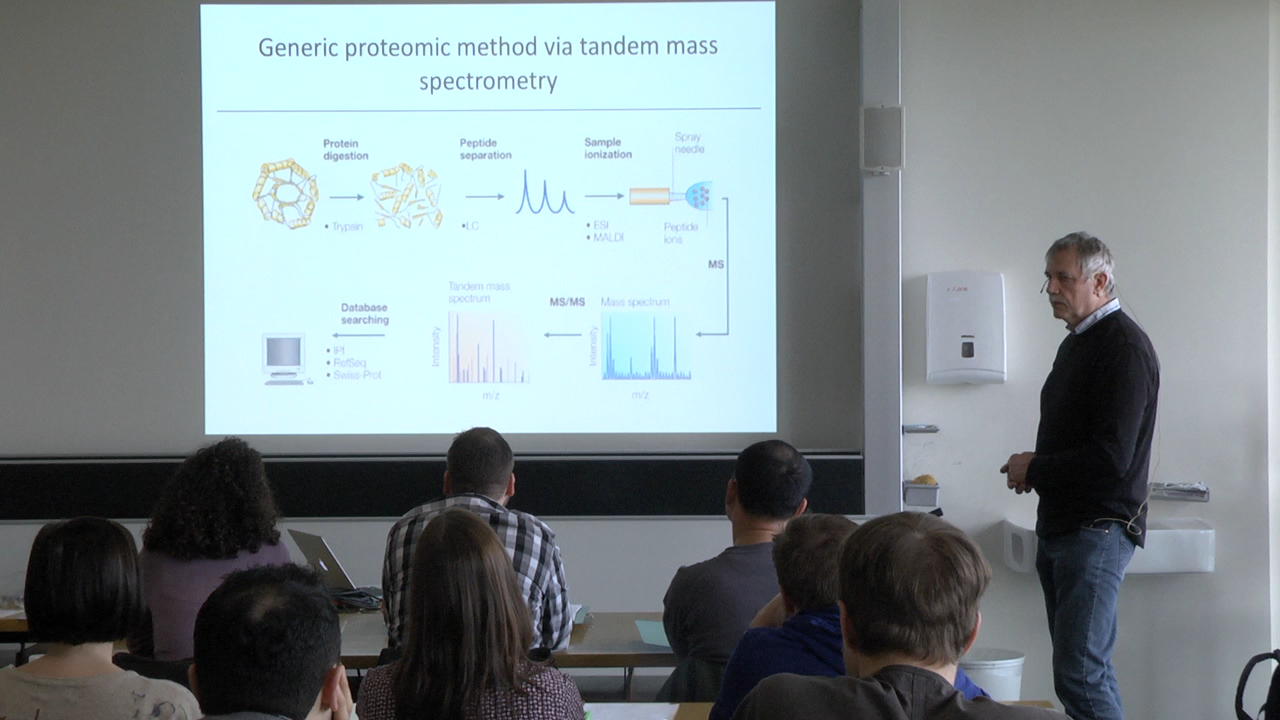 Generic proteomic method via tandem mass
spectrometry
Protein
digestion
• Trypsin
Peptide
separation
•LC
Sample
ionization
• ESI
• MALDI
Spray
needle
Peptide
ions
MS
Mass spectrum
Intensity
m/z
MS/MS
Tandem mass
spectrum
Intensity
m/z
Database
searching
• IPI
• RefSeq
• Swiss-Prot